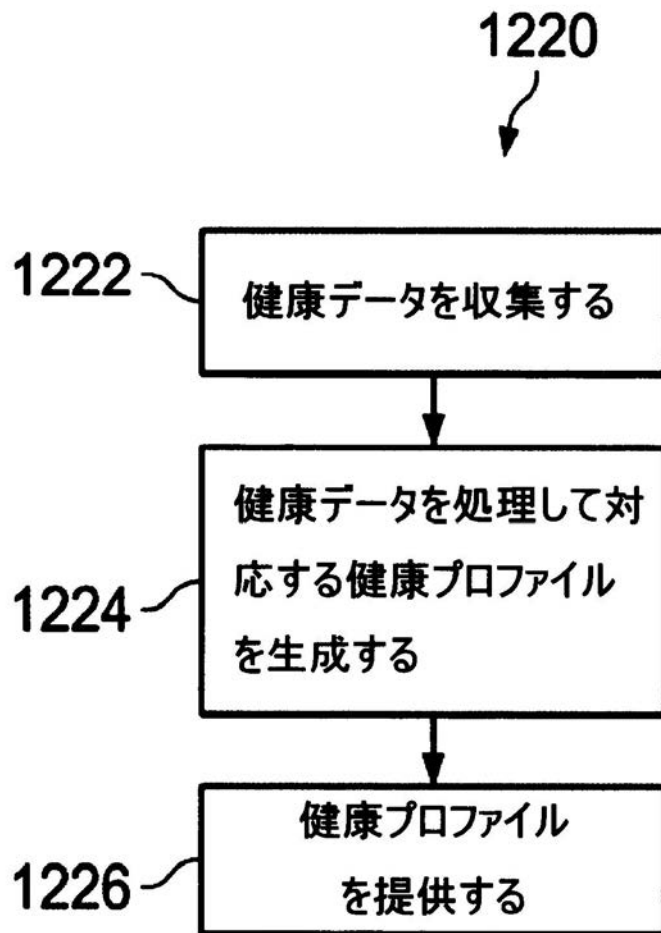 1220
1222
健康データを収集する
健康データを処理して対
応する健康プロファイル
を生成する
1224
健康プロファイル
を提供する
1226